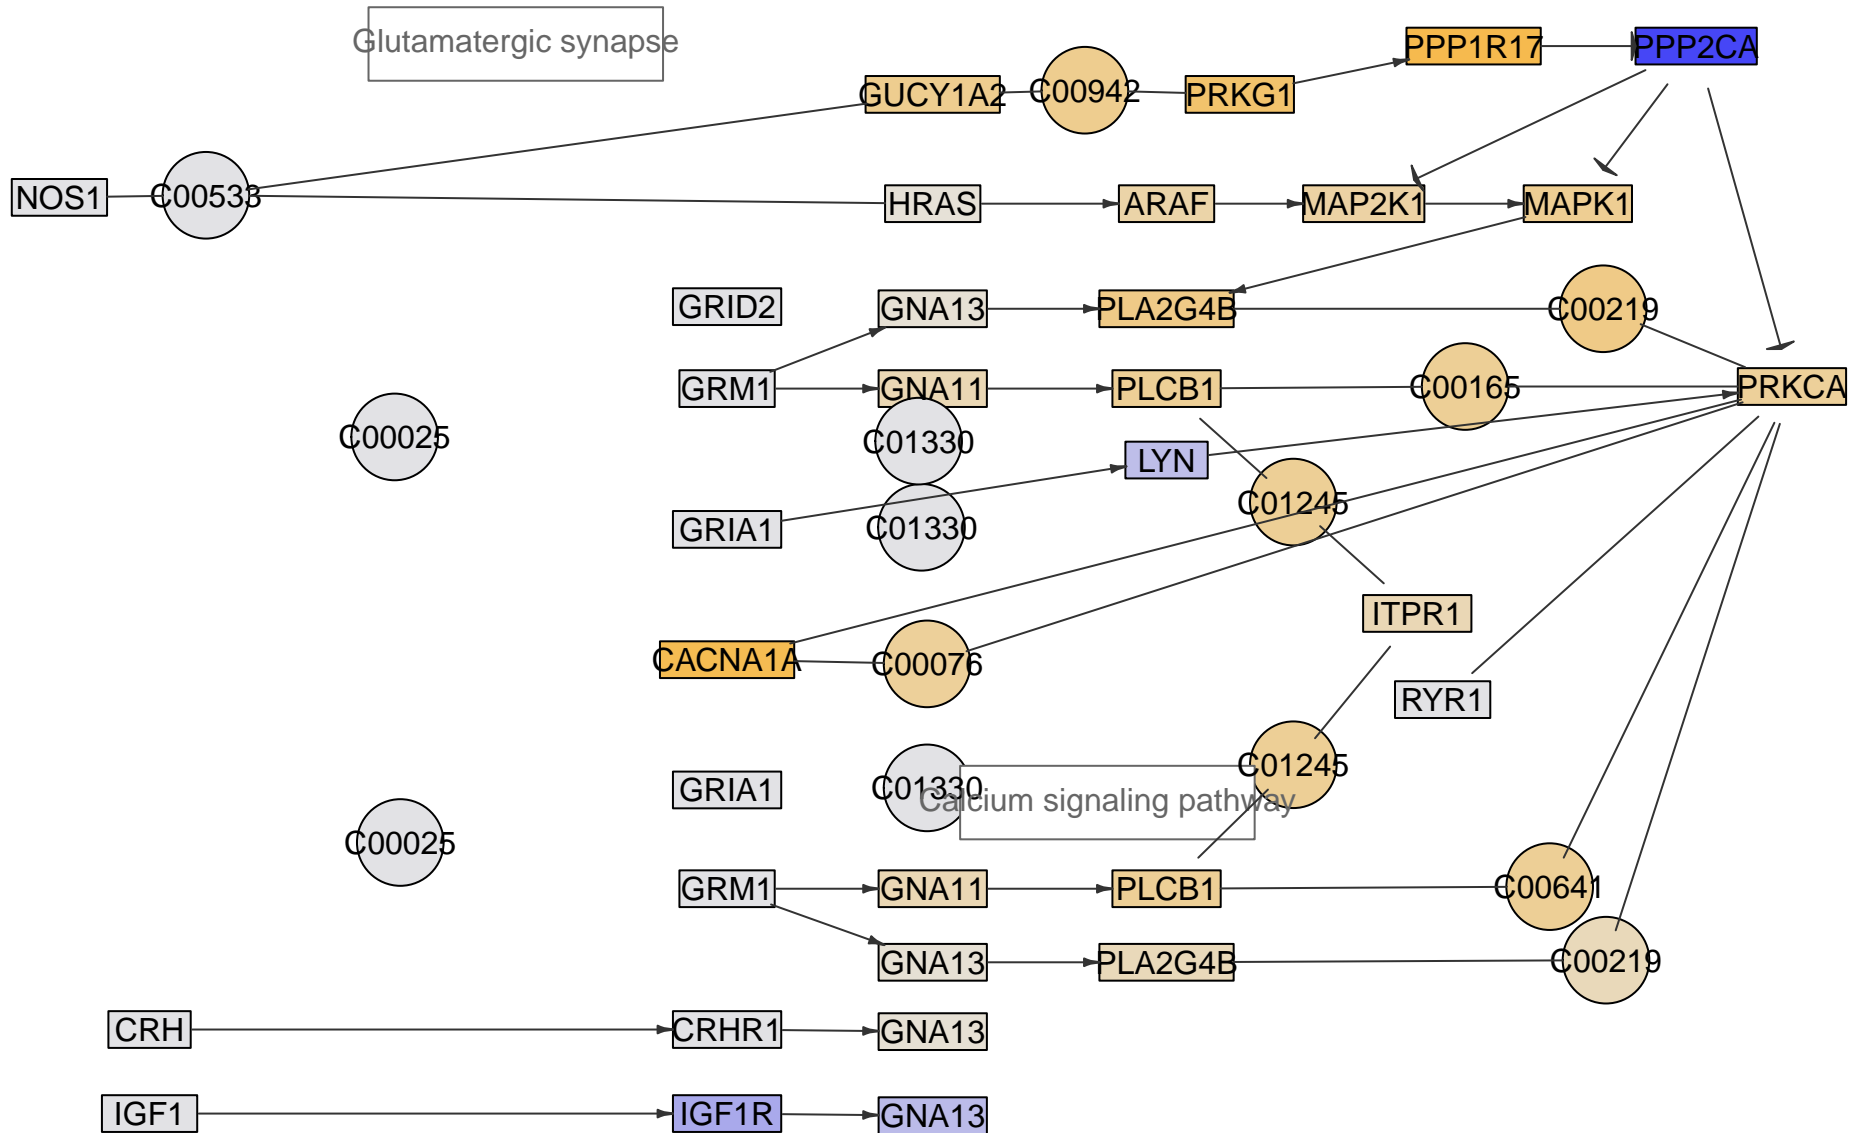 Glutamatergic synapse
PPP1R17
PPP2CA
GUCY1A2
C00942
PRKG1
NOS1
C00533
HRAS
ARAF
MAP2K1
MAPK1
GRID2
GNA13
PLA2G4B
C00219
GRM1
GNA11
PLCB1
C00165
PRKCA
C00025
C01330
LYN
C01245
GRIA1
C01330
ITPR1
CACNA1A
C00076
RYR1
C01245
GRIA1
C01330
Calcium signaling pathway
C00025
GRM1
GNA11
PLCB1
C00641
GNA13
PLA2G4B
C00219
CRH
CRHR1
GNA13
IGF1
IGF1R
GNA13